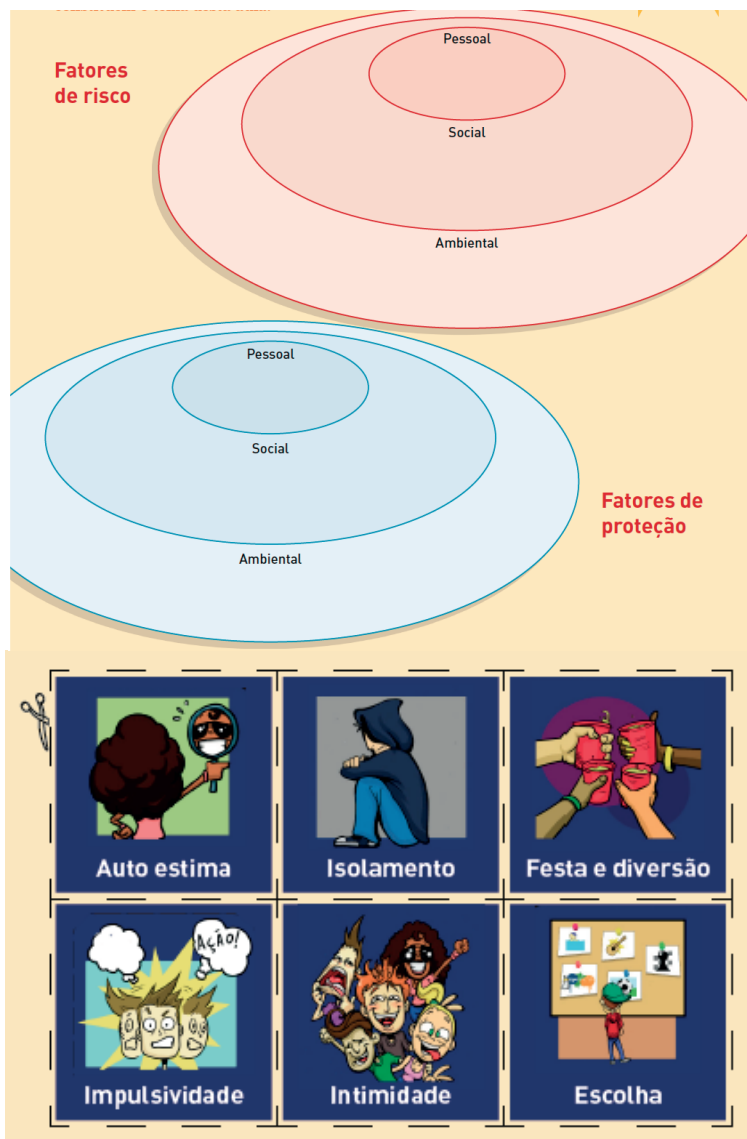 Fatores
de risco
Pessoal
Social
Ambiental
Pessoal
Social
Ambiental
Fatores de
proteção
Auto estima
Isolamento
Festa e diversão
AÇÃO!
Impulsividade
Intimidade
Escolha